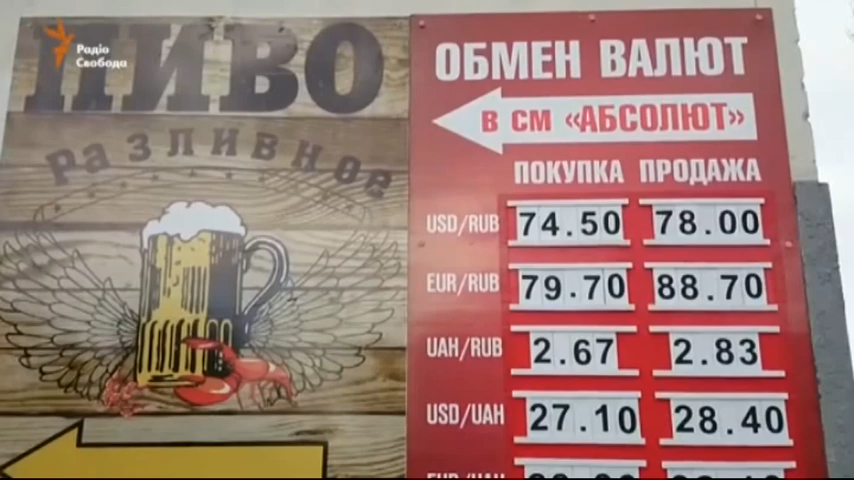 Радіо
Свобода
ПИВО
Разливное
ОБМЕН ВАЛЮТ
В СМ «АБСОЛЮТ»
ПОКУПКА ПРОДАЖА
USD/RUB 74.50 78.00
EUR/RUB 79.70 88.70
UAH/RUB 2.67 2.83
USD/UAH 27.10 28.40